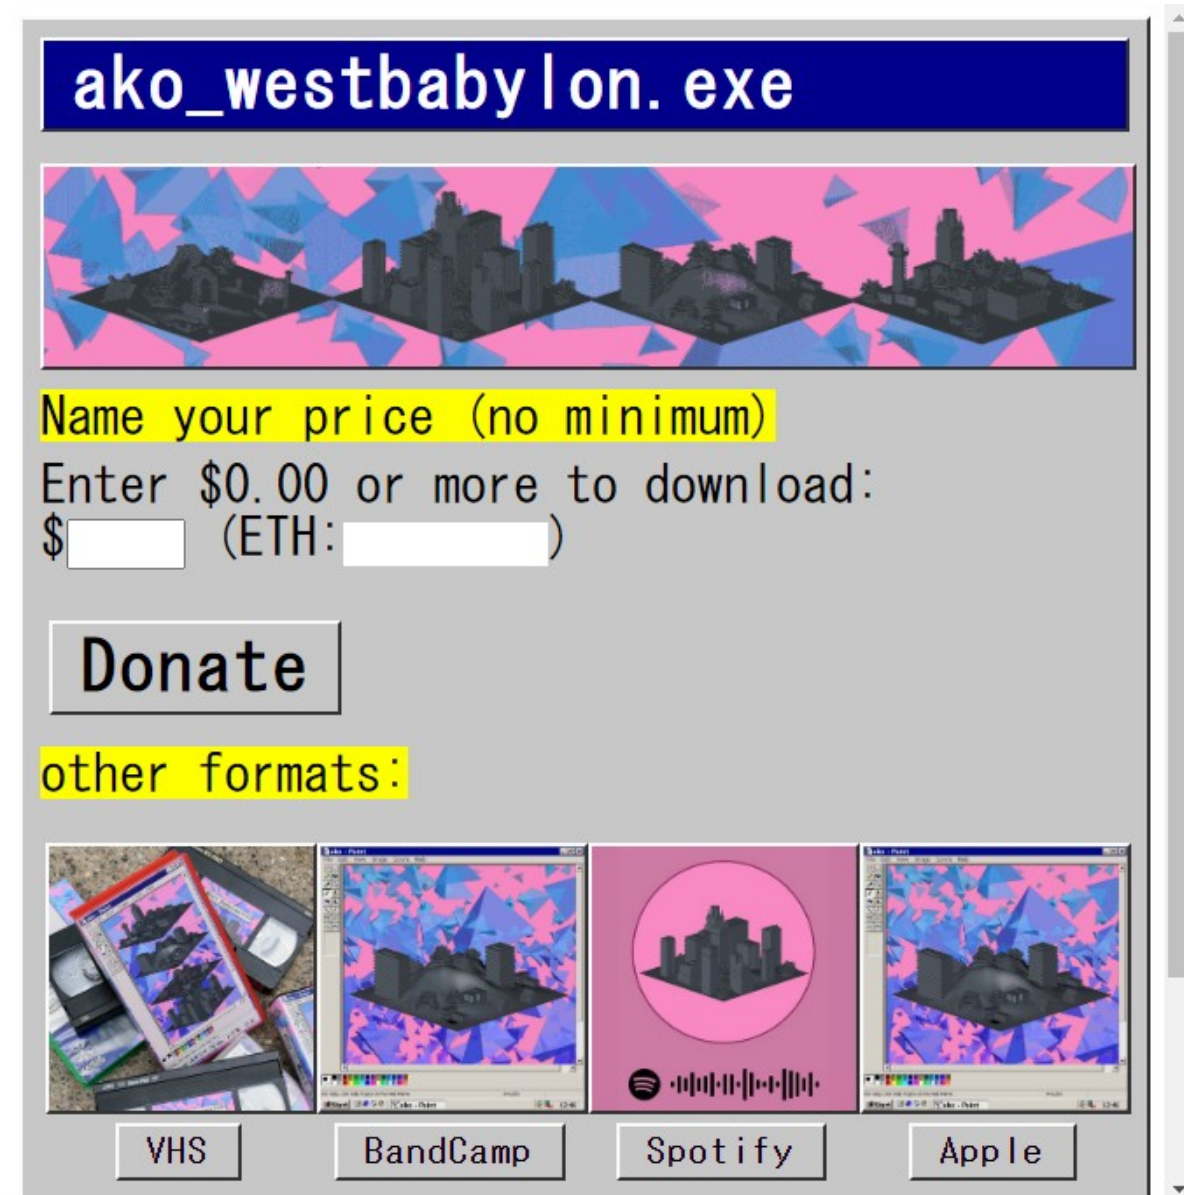 ako_westbabylon.exe
Name your price (no minimum)
Enter $0.00 or more to download:
$ (ETH: )
Donate
other formats:
VHS BandCamp Spotify Apple